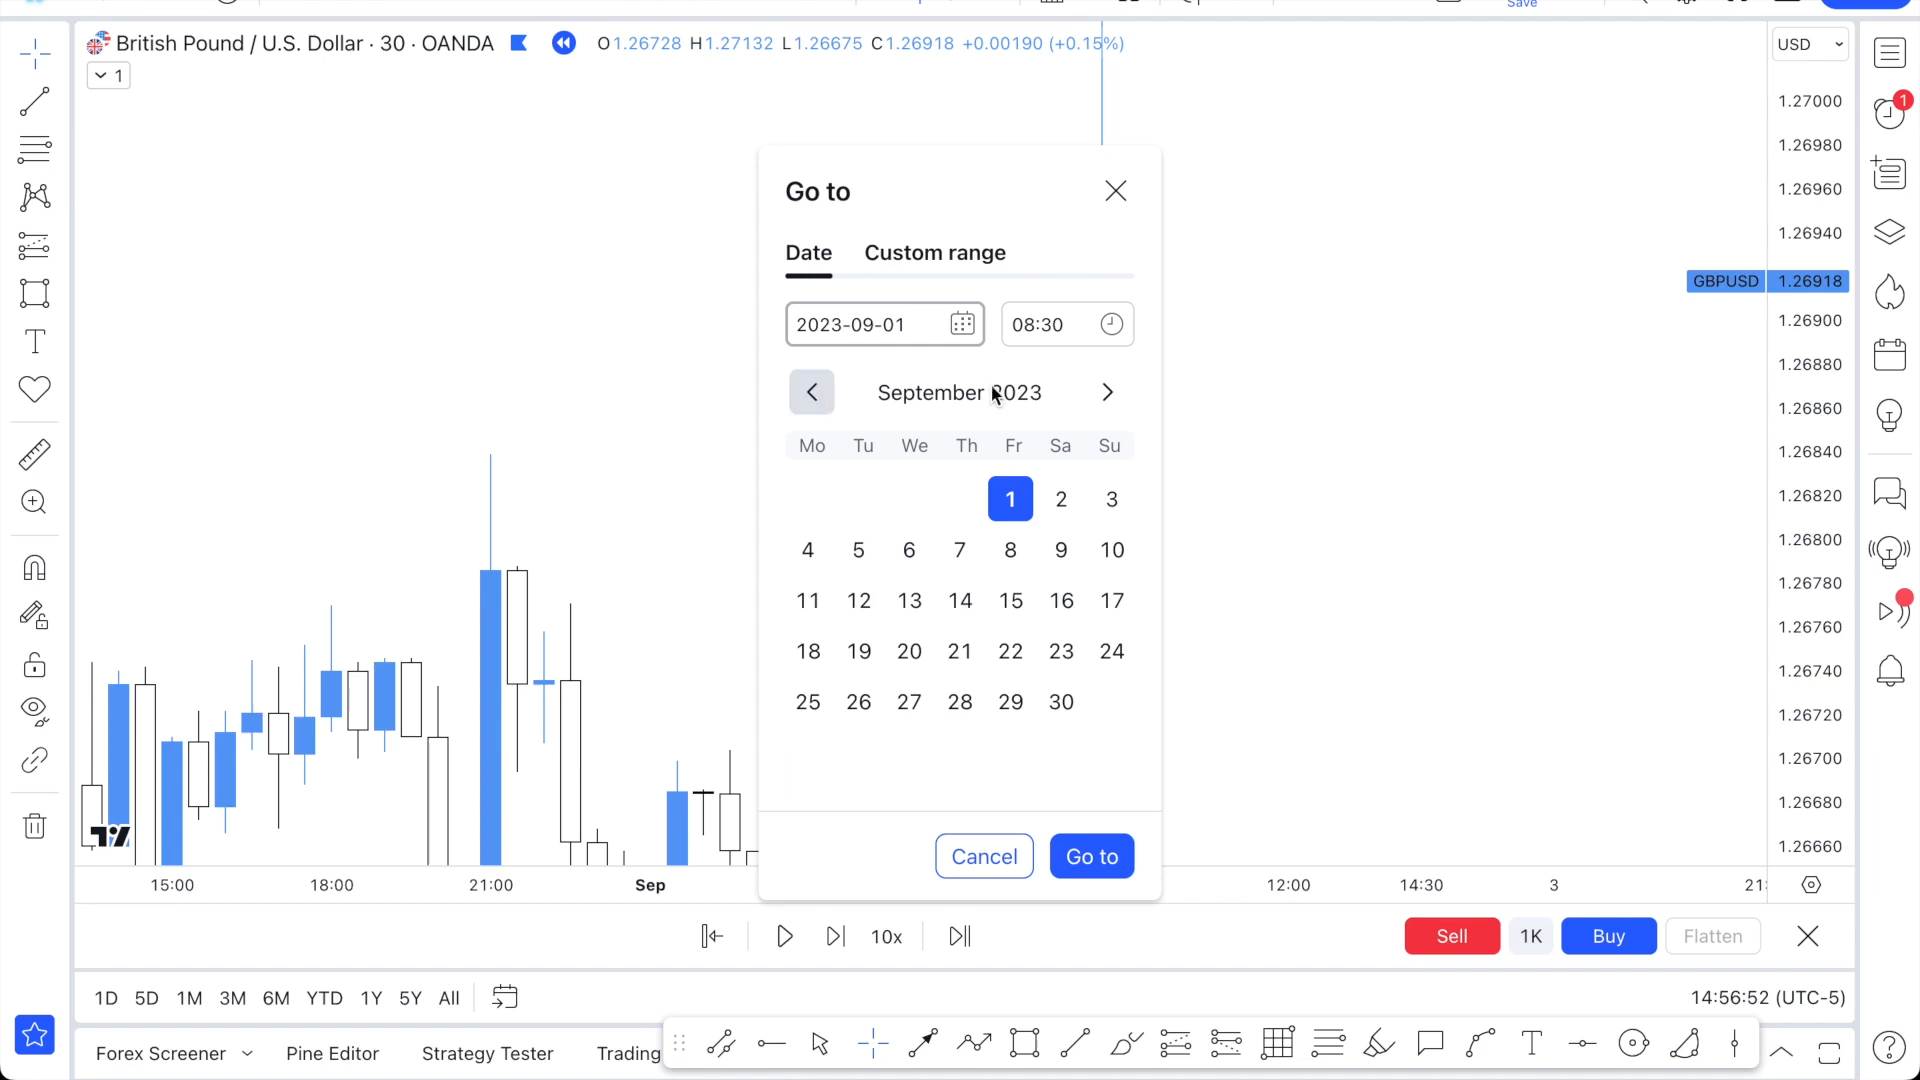 Save
British Pound / U.S. Dollar · 30 · OANDA O1.26728 H1.27132 L1.26675 C1.26918 +0.00190 (+0.15%)
USD
1
1.27000
1.26980
1.26960
1.26940
GBPUSD 1.26918
1.26900
1.26880
1.26860
1.26840
1.26820
1.26800
1.26780
1.26760
1.26740
1.26720
1.26700
1.26680
1.26660
1
Go to
Date Custom range
2023-09-01 08:30
September 2023
Mo Tu We Th Fr Sa Su
1 2 3
4 5 6 7 8 9 10
11 12 13 14 15 16 17
18 19 20 21 22 23 24
25 26 27 28 29 30
Cancel Go to
15:00 18:00 21:00 Sep 12:00 14:30 3 21:
10x Sell 1K Buy Flatten
1D 5D 1M 3M 6M YTD 1Y 5Y All 14:56:52 (UTC-5)
Forex Screener Pine Editor Strategy Tester Trading